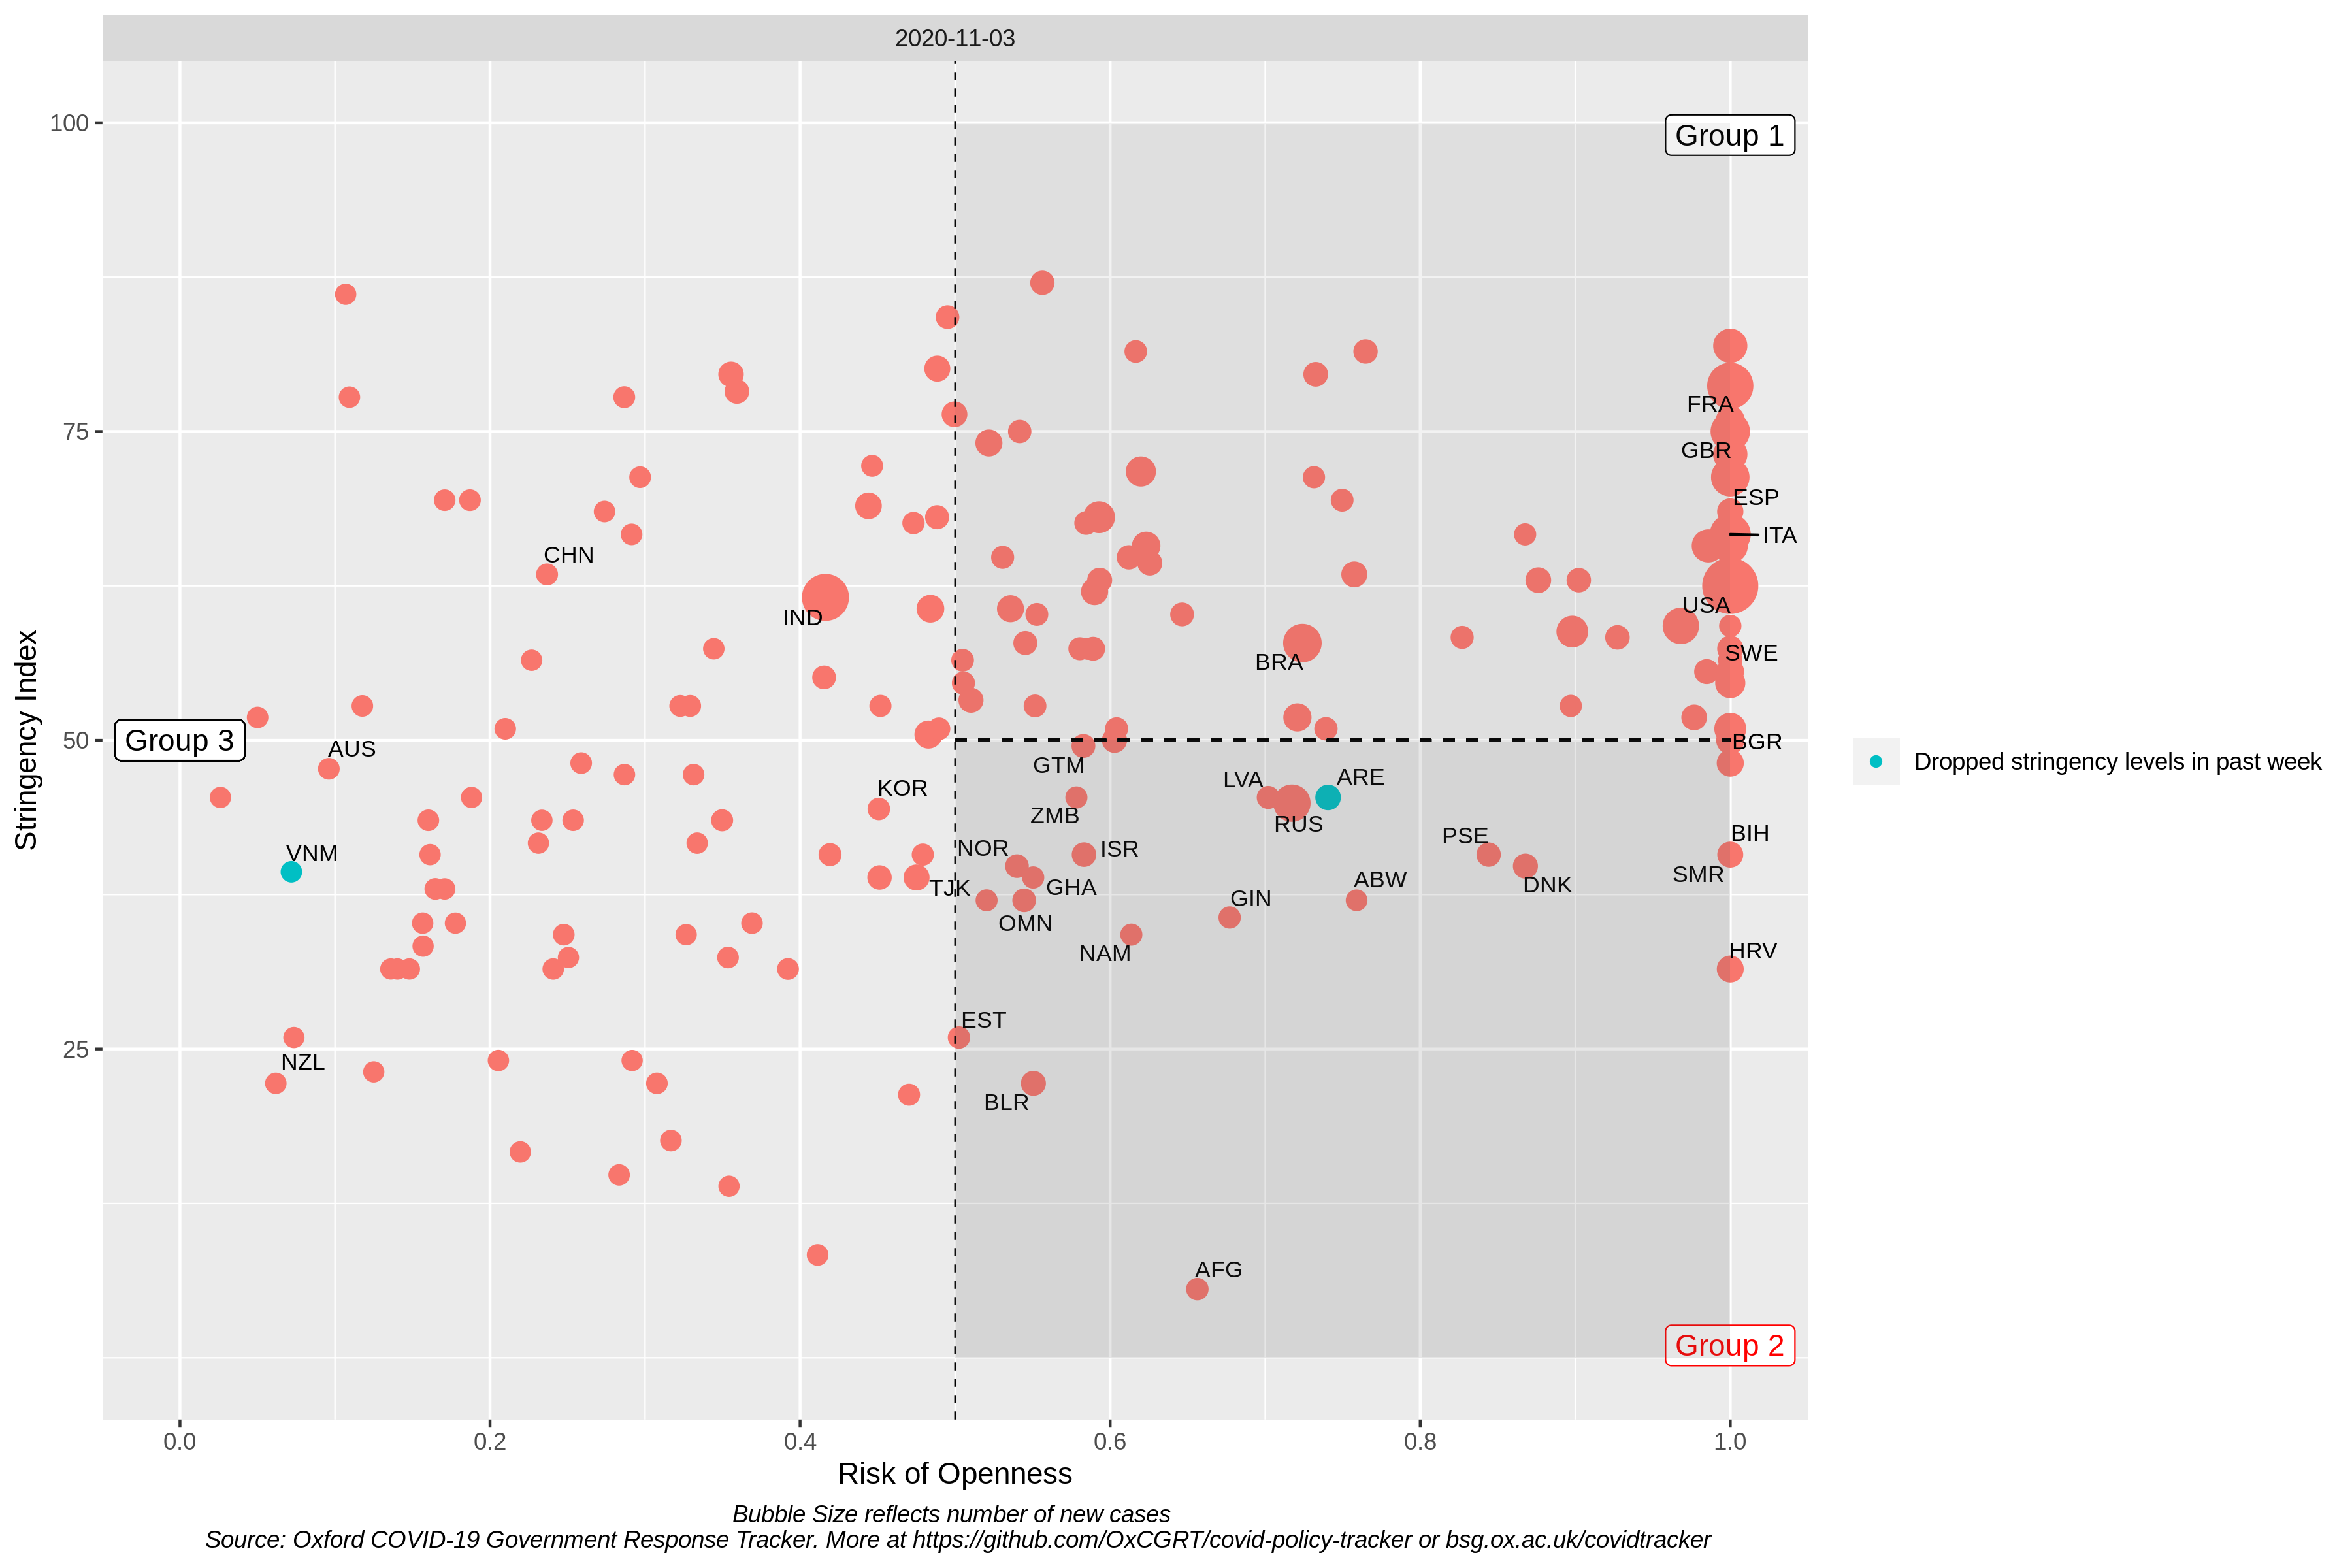 2020-11-03
100
Group 1
FRA
75
GBR
ESP
ITA
CHN
USA
IND
SWE
BRA
Stringency Index
Group 3
50
BGR
AUS
GTM
Dropped stringency levels in past week
LVA
ARE
KOR
ZMB
RUS
BIH
PSE
VNM
NOR
ISR
SMR
TJK
GHA
ABW
DNK
GIN
OMN
NAM
HRV
EST
25
NZL
BLR
AFG
Group 2
0.0
0.2
0.4
0.6
0.8
1.0
Risk of Openness
Bubble Size reflects number of new cases
Source: Oxford COVID-19 Government Response Tracker. More at https://github.com/OxCGRT/covid-policy-tracker or bsg.ox.ac.uk/covidtracker